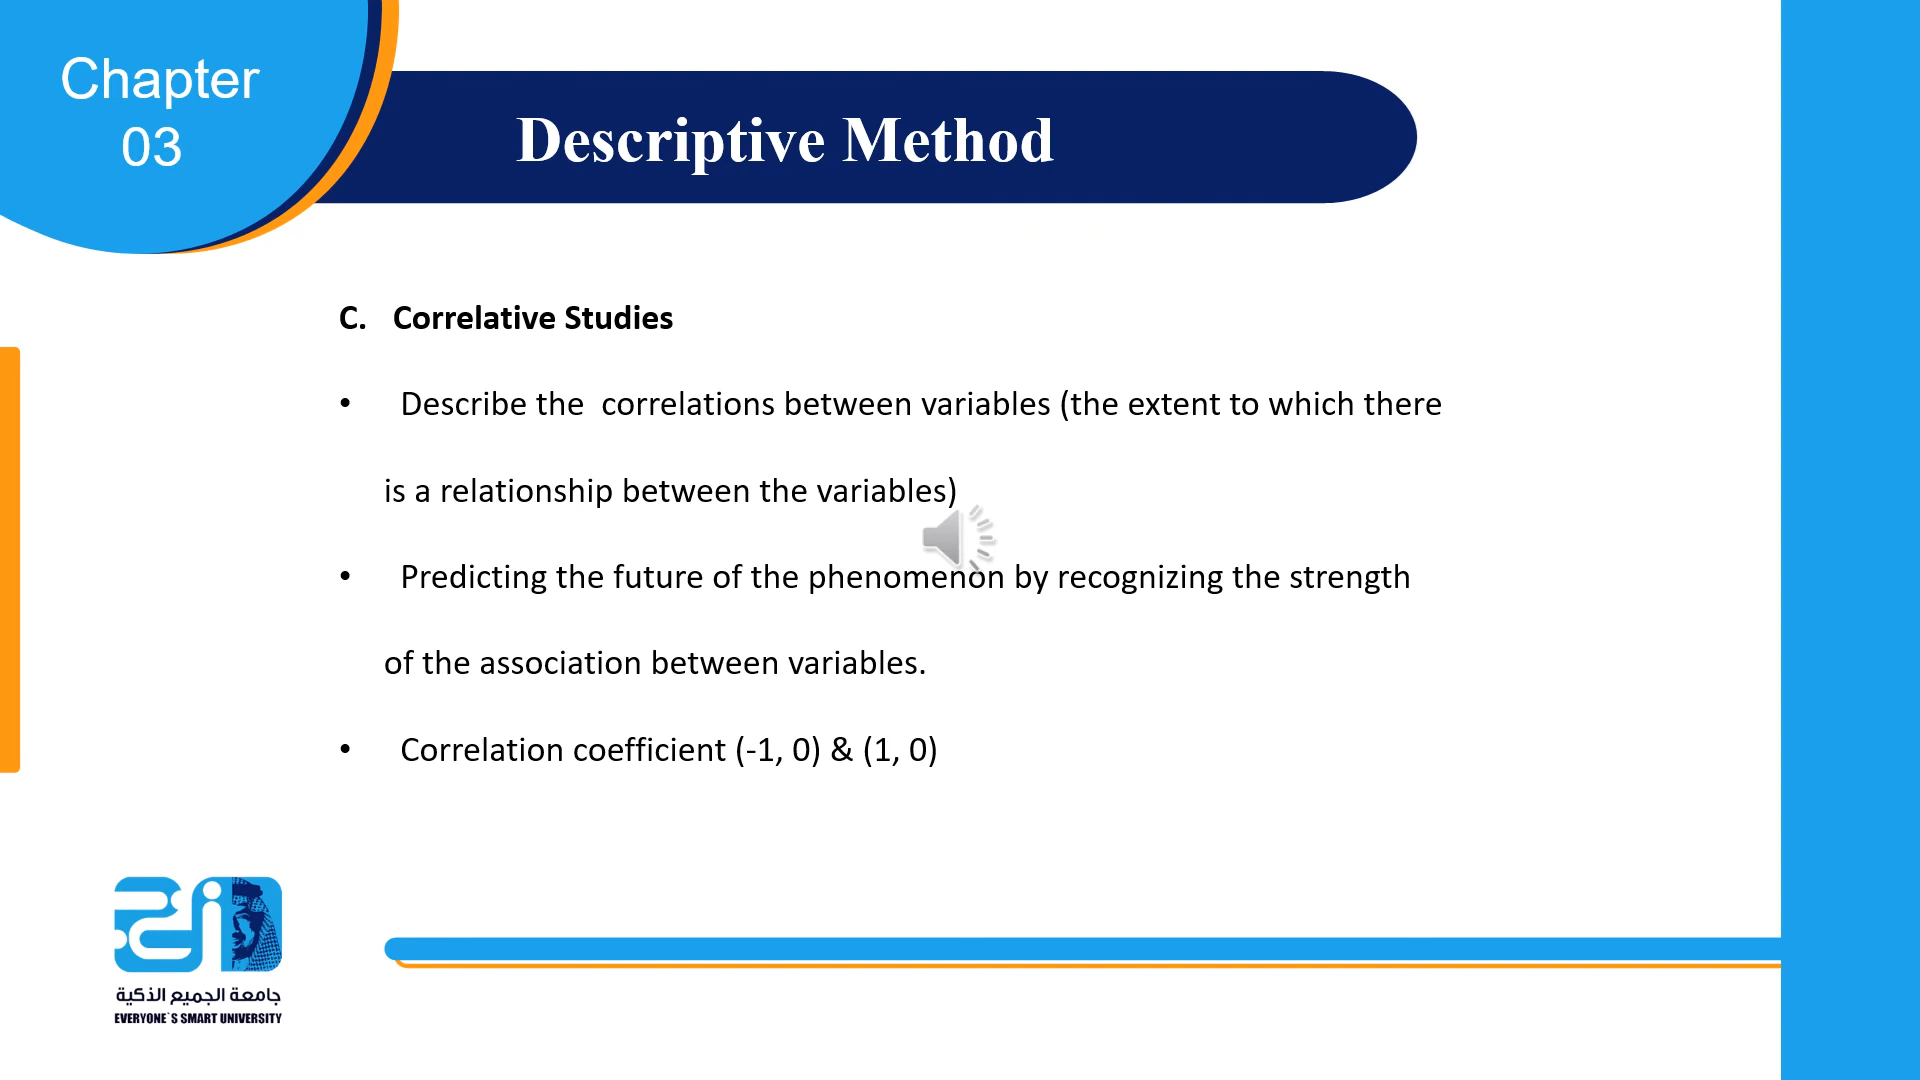 Chapter
03
Descriptive Method
C. Correlative Studies
• Describe the correlations between variables (the extent to which there
is a relationship between the variables)
• Predicting the future of the phenomenon by recognizing the strength
of the association between variables.
• Correlation coefficient (-1, 0) & (1, 0)
جامعة الجميع الذكية
EVERYONE`S SMART UNIVERSITY